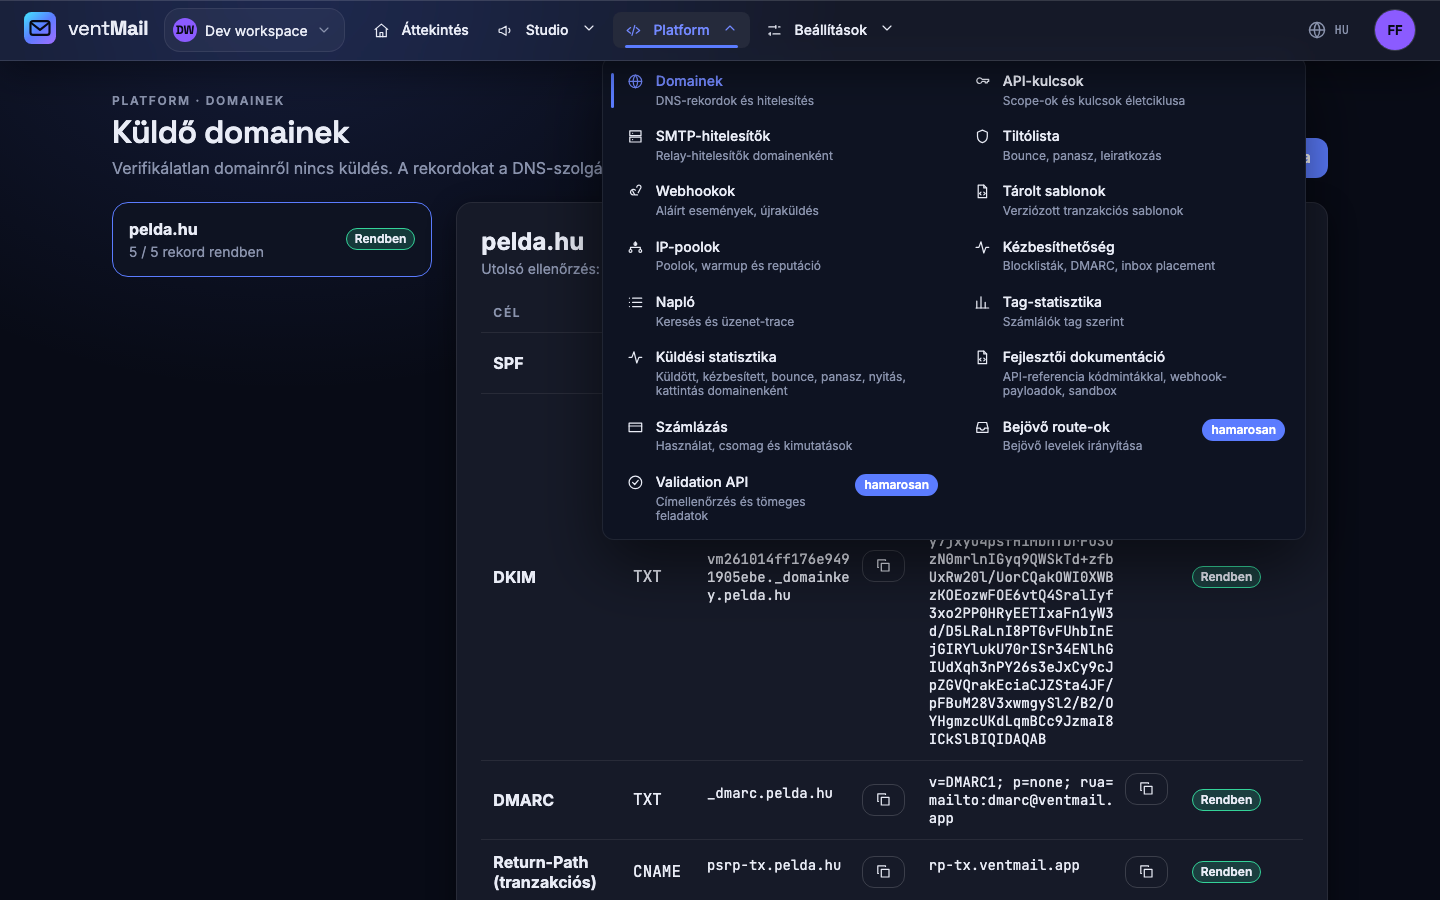 ventMail
DW Dev workspace
Áttekintés
Studio
Platform
Beállítások
HU
FF
PLATFORM · DOMAINEK
Küldő domainek
Verifikálatlan domainről nincs küldés. A rekordokat a DNS-szolgá
pelda.hu
5 / 5 rekord rendben
Rendben
Domainek
DNS-rekordok és hitelesítés
API-kulcsok
Scope-ok és kulcsok életciklusa
SMTP-hitelesítők
Relay-hitelesítők domainenként
Tiltólista
Bounce, panasz, leiratkozás
Webhookok
Aláírt események, újraküldés
Tárolt sablonok
Verziózott tranzakciós sablonok
IP-poolok
Poolok, warmup és reputáció
Kézbesíthetőség
Blocklisták, DMARC, inbox placement
Napló
Keresés és üzenet-trace
Tag-statisztika
Számlálók tag szerint
Küldési statisztika
Küldött, kézbesített, bounce, panasz, nyitás,
kattintás domainenként
Fejlesztői dokumentáció
API-referencia kódmintákkal, webhook-
payloadok, sandbox
Számlázás
Használat, csomag és kimutatások
Bejövő route-ok
Bejövő levelek irányítása
hamarosan
Validation API
Címellenőrzés és tömeges
feladatok
hamarosan
pelda.hu
Utolsó ellenőrzés:
CÉL
SPF
DKIM
TXT
vm261014ff176e949
1905ebe._domainke
y.pelda.hu
zN0mrlnIGyq9QWSkTd+zfb
UxRw20l/UorCQakOWI0XWB
zKOEozwFOE6vtQ4SralIyf
3xo2PP0HRyEETIxaFn1yW3
d/D5LRaLnI8PTGvFUhbInE
jGIRYlukU70rISr34ENlhG
IUdXqh3nPY26s3eJxCy9cJ
pZGVQrakEciaCJZSta4JF/
pFBuM28V3xwmgySl2/B2/O
YHgmzcUKdLqmBCc9JzmaI8
ICkSlBIQIDAQAB
Rendben
DMARC
TXT
_dmarc.pelda.hu
v=DMARC1; p=none; rua=
mailto:dmarc@ventmail.
app
Rendben
Return-Path
(tranzakciós)
CNAME
psrp-tx.pelda.hu
rp-tx.ventmail.app
Rendben